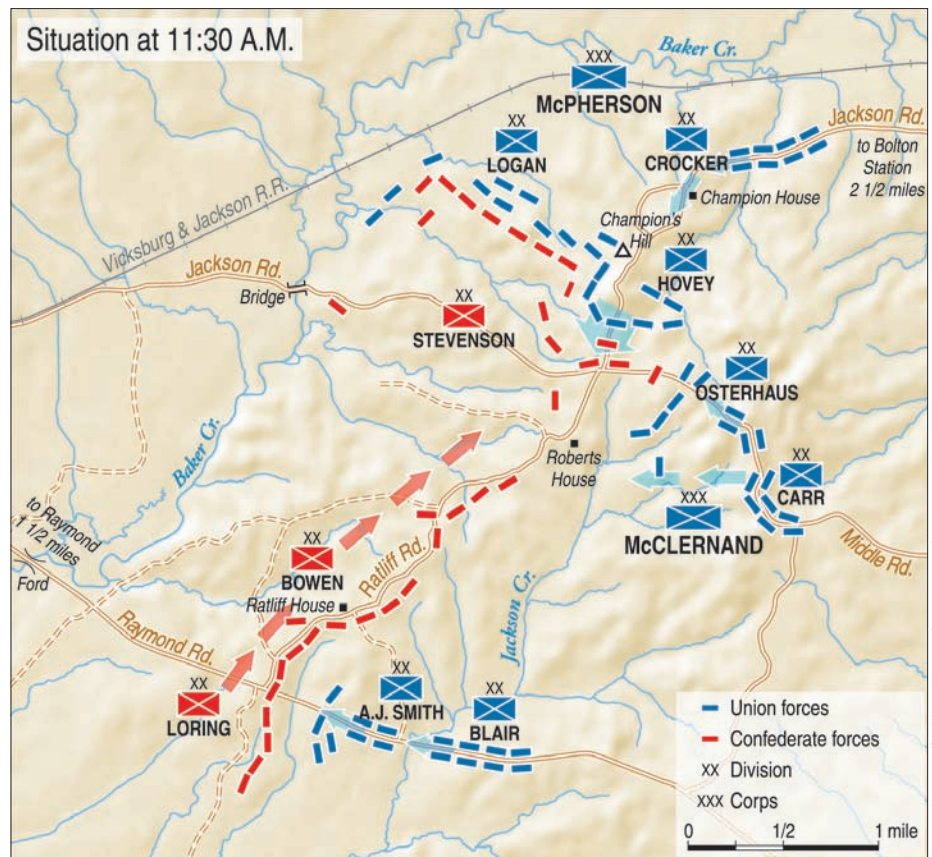 Situation at 11:30 A.M.
Baker Cr.
XXX
McPHERSON
XX
LOGAN
XX
CROCKER
Jackson Rd.
to Bolton
Station
2 1/2 miles
Champion House
Champion's
Hill
Vicksburg & Jackson R.R.
XX
HOVEY
Jackson Rd.
Bridge
XX
STEVENSON
XX
OSTERHAUS
Baker Cr.
Roberts
House
XX
CARR
XXX
McCLERNAND
Middle Rd.
to Raymond
1 1/2 miles
Ford
XX
BOWEN
Ratliff Rd.
Ratliff House
Jackson Cr.
Raymond Rd.
XX
LORING
XX
A.J. SMITH
XX
BLAIR
Union forces
Confederate forces
XX Division
XXX Corps
0 1/2 1 mile